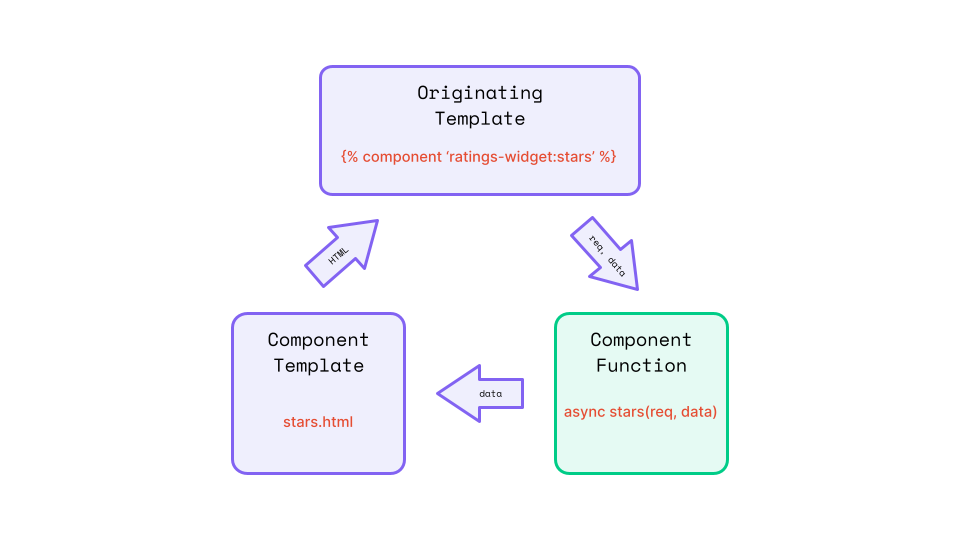 Originating
Template
{% component ‘ratings-widget:stars’ %}
HTML
req, data
Component
Template
stars.html
data
Component
Function
async stars(req, data)